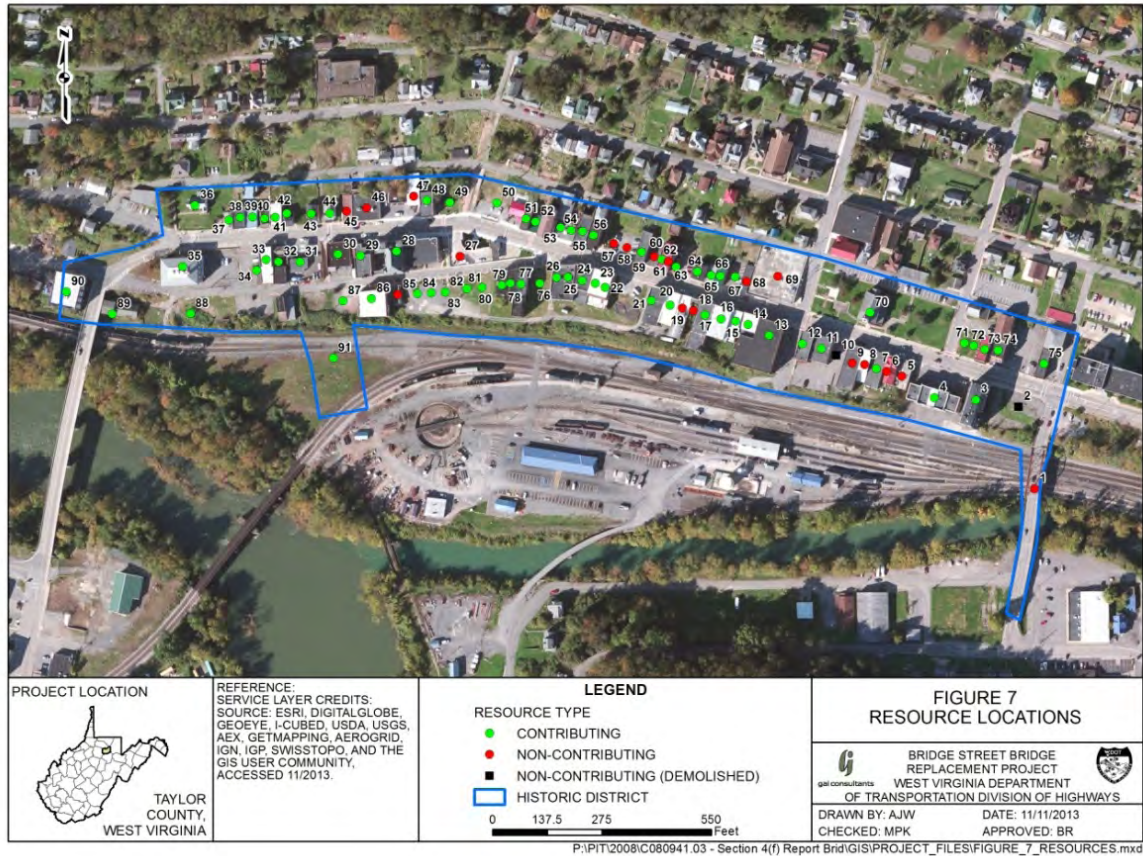 N
36
37
38
39
40
41
42
43
44
45
46
47
48
49
50
51
52
53
54
55
56
57
58
59
60
61
62
63
64
65
66
67
68
69
70
71
72
73
74
75
35
34
33
32
31
30
29
28
27
26
25
24
23
22
21
20
19
18
17
16
15
14
13
12
11
10
9
8
7
6
5
4
3
2
1
90
89
88
87
86
85
84
83
82
81
80
79
78
77
76
91
PROJECT LOCATION
TAYLOR
COUNTY,
WEST VIRGINIA
REFERENCE:
SERVICE LAYER CREDITS:
SOURCE: ESRI, DIGITALGLOBE,
GEOEYE, I-CUBED, USDA, USGS,
AEX, GETMAPPING, AEROGRID,
IGN, IGP, SWISSTOPO, AND THE
GIS USER COMMUNITY,
ACCESSED 11/2013.
LEGEND
RESOURCE TYPE
CONTRIBUTING
NON-CONTRIBUTING
NON-CONTRIBUTING (DEMOLISHED)
HISTORIC DISTRICT
0 137.5 275 550
Feet
FIGURE 7
RESOURCE LOCATIONS
gai consultants
BRIDGE STREET BRIDGE
REPLACEMENT PROJECT
WEST VIRGINIA DEPARTMENT
OF TRANSPORTATION DIVISION OF HIGHWAYS
DRAWN BY: AJW DATE: 11/11/2013
CHECKED: MPK APPROVED: BR
P:\PIT\2008\C080941.03 - Section 4(f) Report Brid\GIS\PROJECT_FILES\FIGURE_7_RESOURCES.mxd